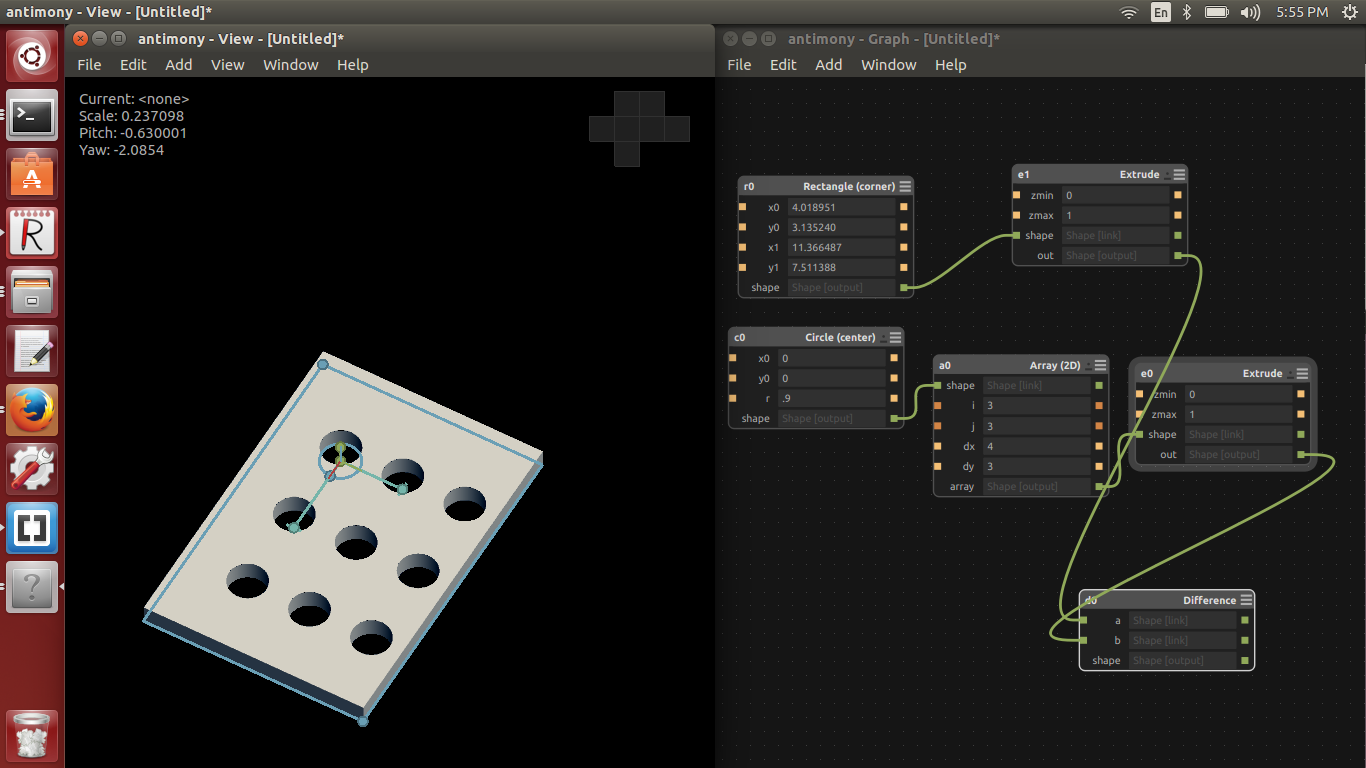 antimony - View - [Untitled]*
En
5:55 PM
antimony - View - [Untitled]*
File Edit Add View Window Help
Current: <none>
Scale: 0.237098
Pitch: -0.630001
Yaw: -2.0854
antimony - Graph - [Untitled]*
File Edit Add Window Help
r0 Rectangle (corner)
x0 4.018951
y0 3.135240
x1 11.366487
y1 7.511388
shape Shape [output]
e1 Extrude
zmin 0
zmax 1
shape Shape [link]
out Shape [output]
c0 Circle (center)
x0 0
y0 0
r .9
shape Shape [output]
a0 Array (2D)
shape Shape [link]
i 3
j 3
dx 4
dy 3
array Shape [output]
e0 Extrude
zmin 0
zmax 1
shape Shape [link]
out Shape [output]
d0 Difference
a Shape [link]
b Shape [link]
shape Shape [output]